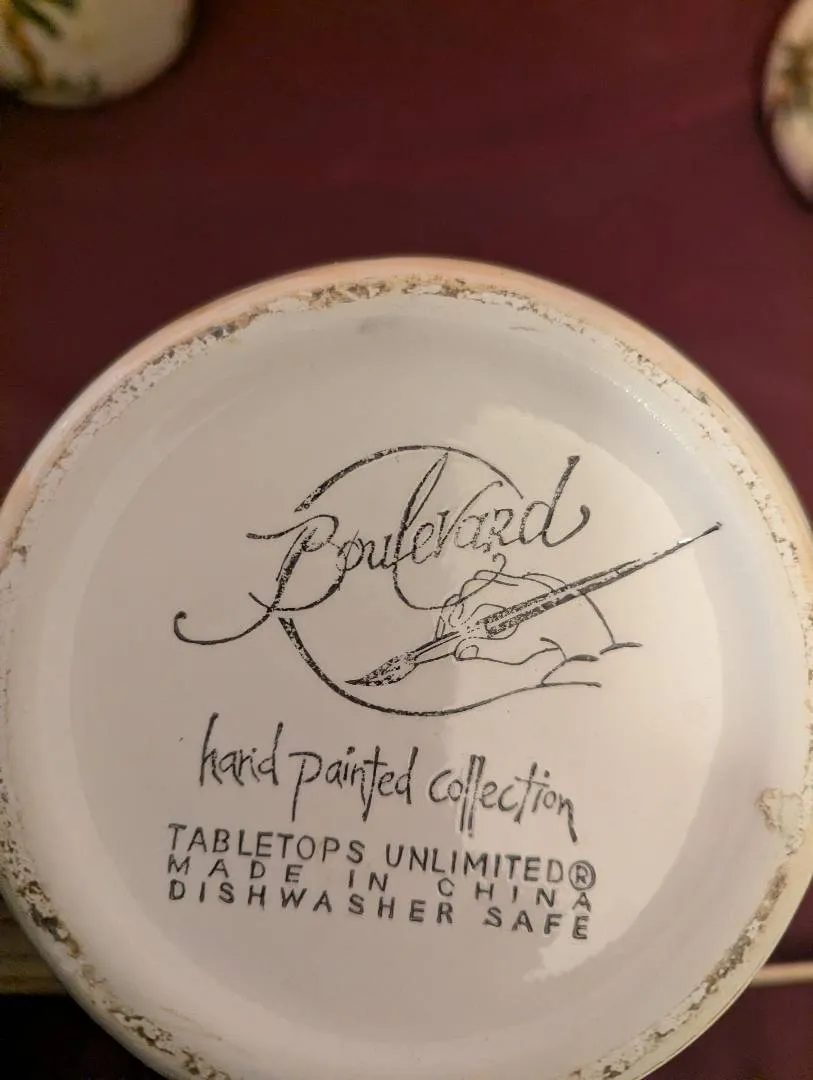 Boulevard
hand painted collection
TABLETOPS UNLIMITED®
MADE IN CHINA
DISHWASHER SAFE